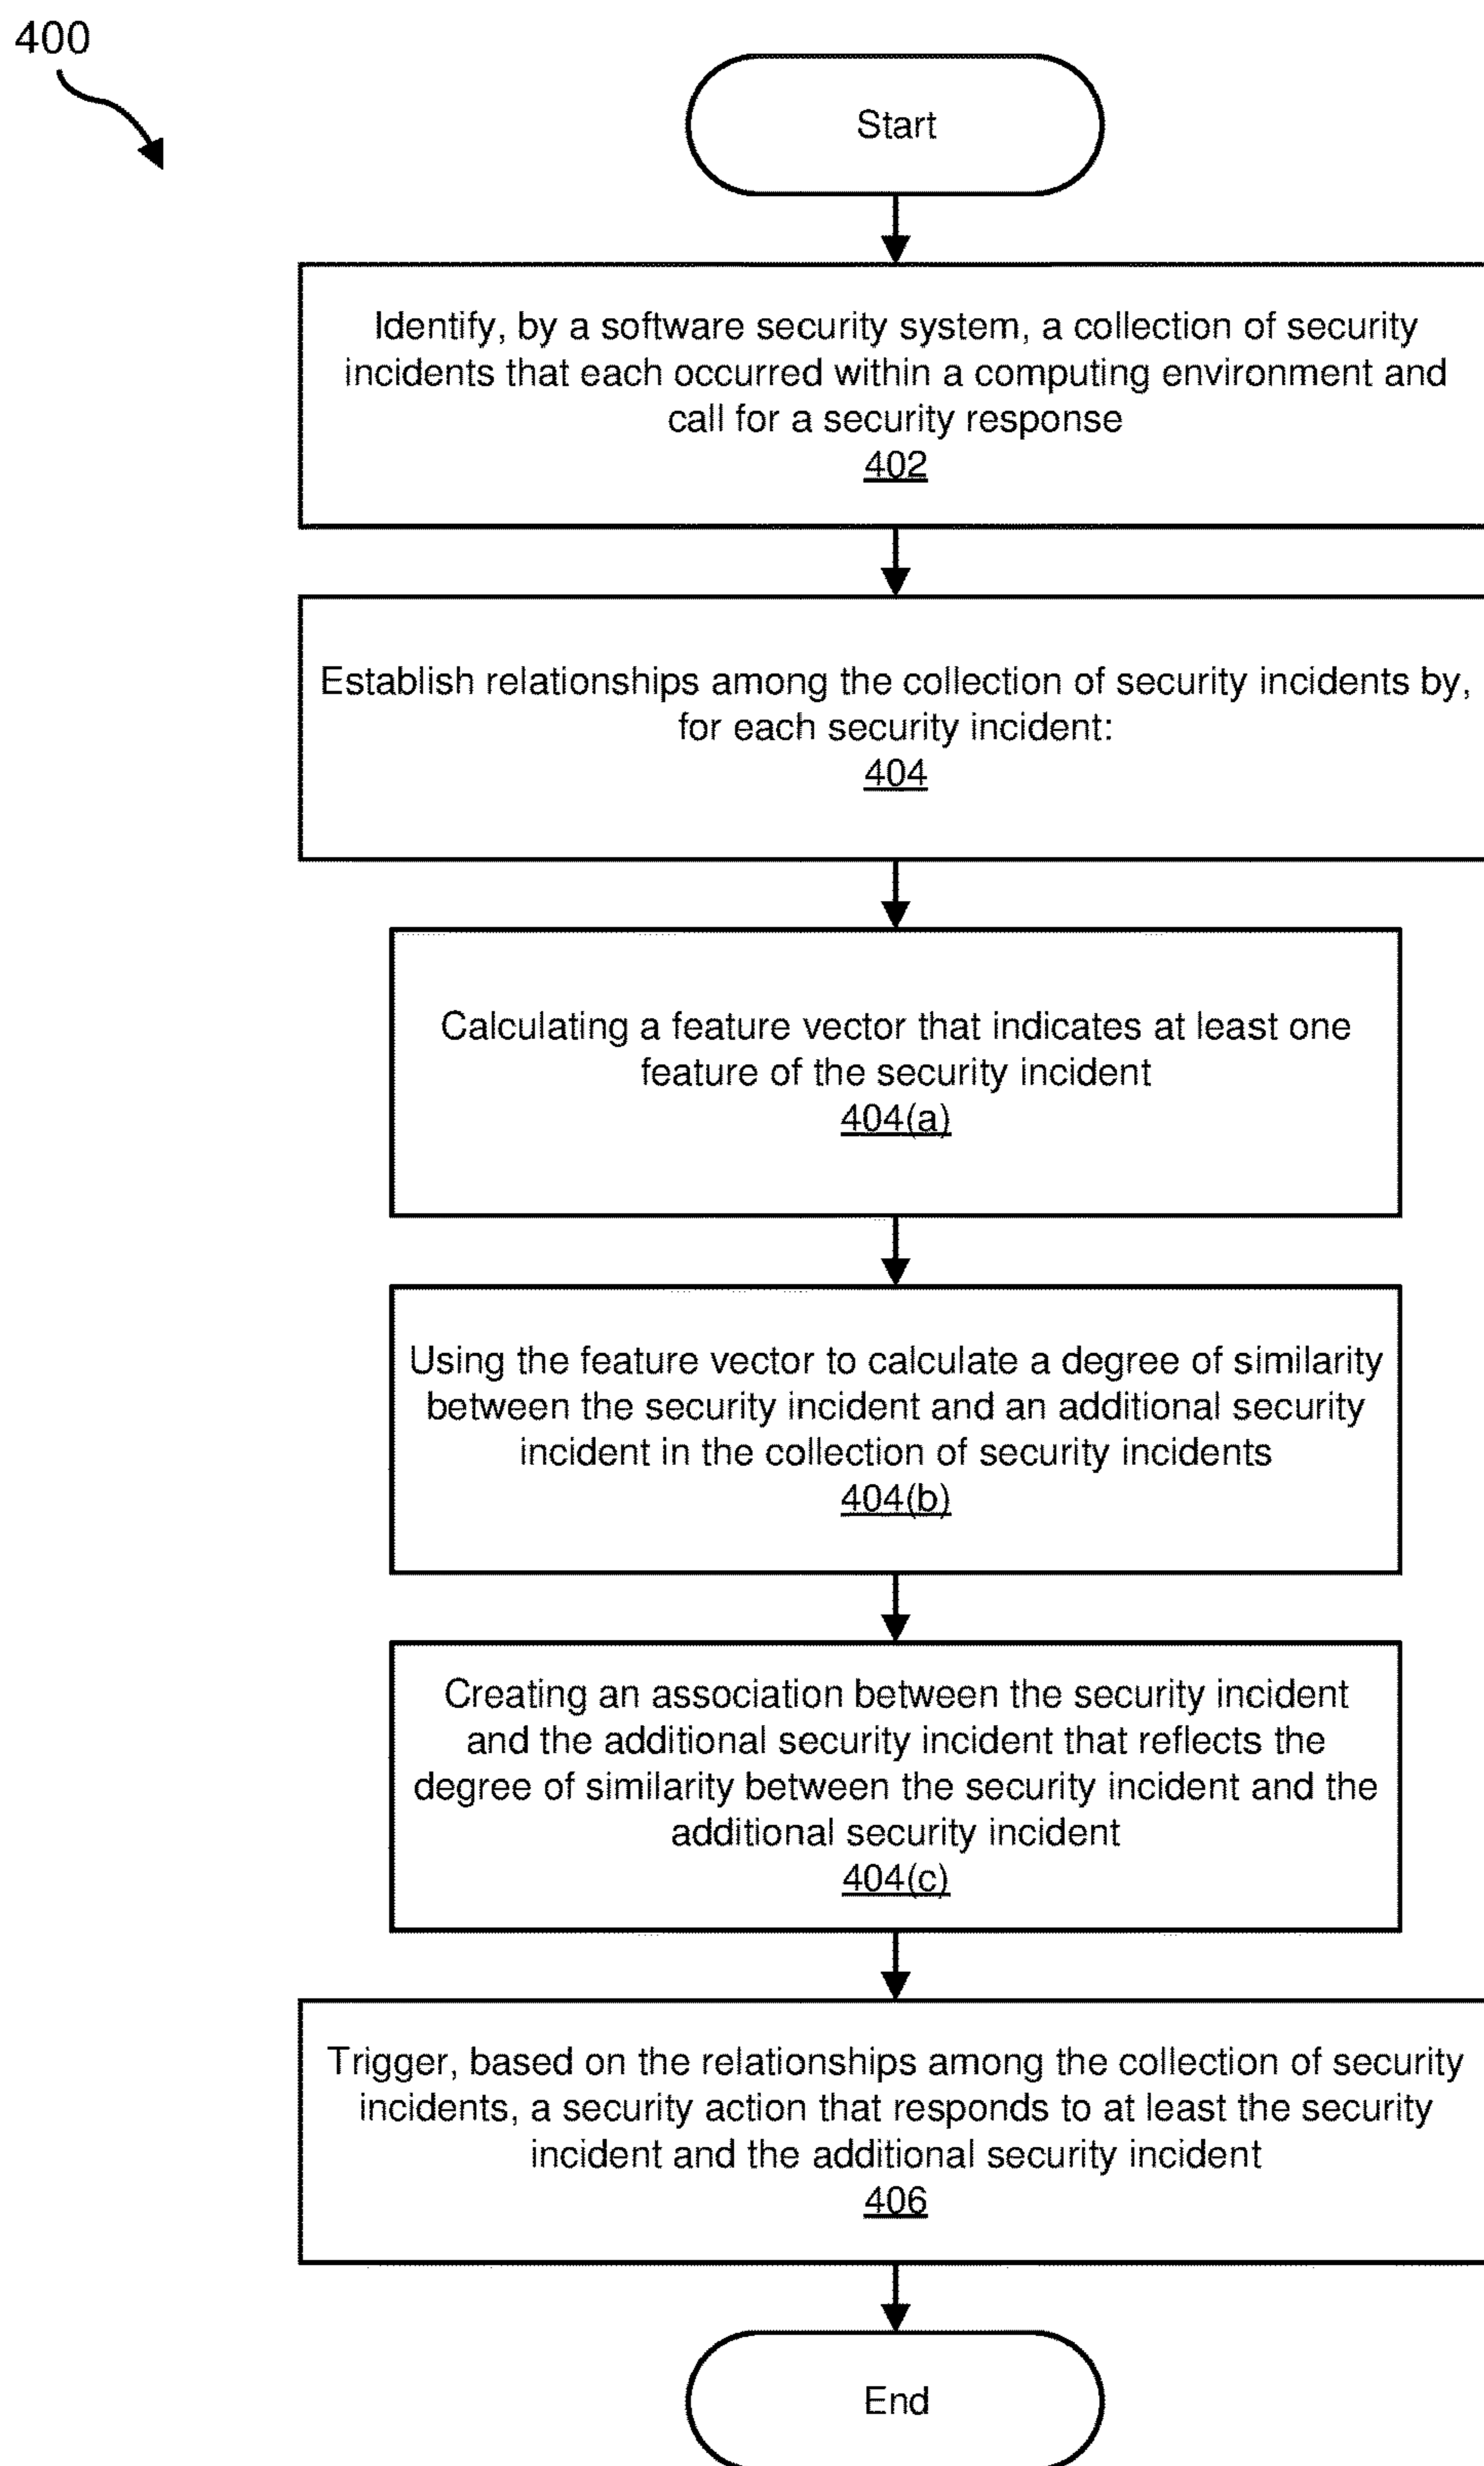 400
Start
Identify, by a software security system, a collection of security
incidents that each occurred within a computing environment and
call for a security response
402
Establish relationships among the collection of security incidents by,
for each security incident:
404
Calculating a feature vector that indicates at least one
feature of the security incident
404(a)
Using the feature vector to calculate a degree of similarity
between the security incident and an additional security
incident in the collection of security incidents
404(b)
Creating an association between the security incident
and the additional security incident that reflects the
degree of similarity between the security incident and the
additional security incident
404(c)
Trigger, based on the relationships among the collection of security
incidents, a security action that responds to at least the security
incident and the additional security incident
406
End